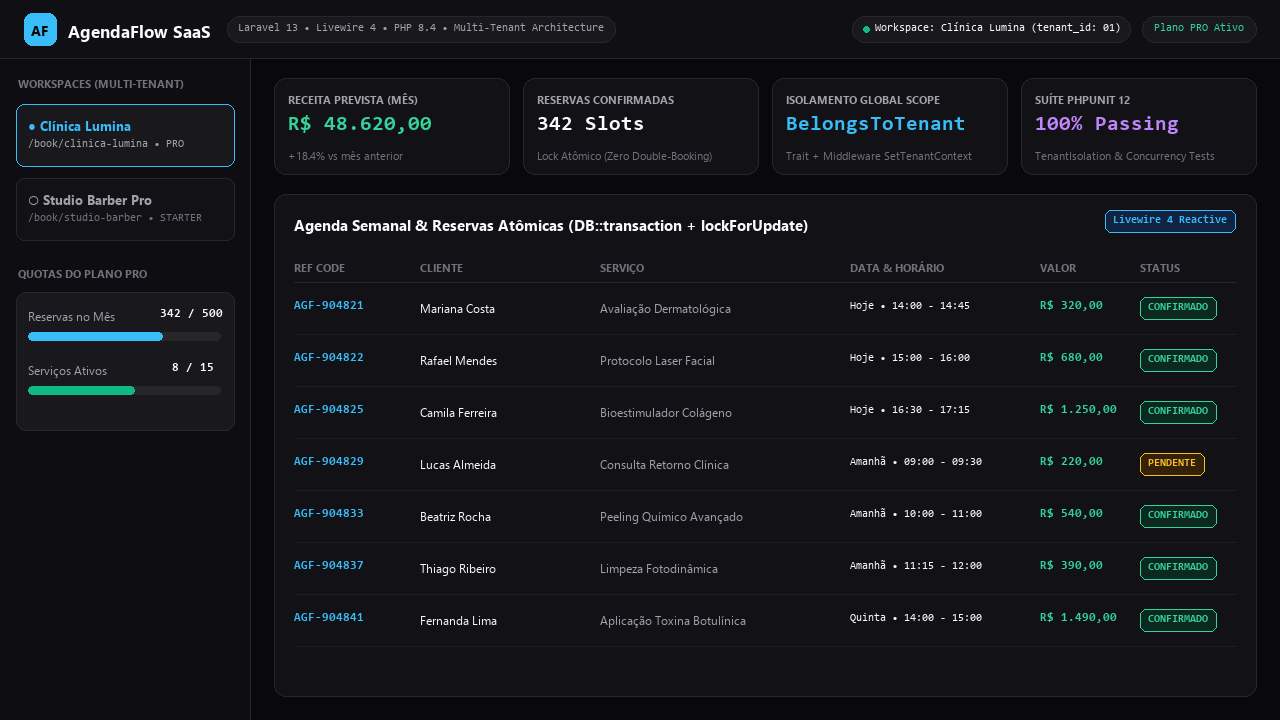 AF AgendaFlow SaaS Laravel 13 • Livewire 4 • PHP 8.4 • Multi-Tenant Architecture ● Workspace: Clínica Lumina (tenant_id: 01) Plano PRO Ativo
WORKSPACES (MULTI-TENANT)
● Clínica Lumina
/book/clinica-lumina • PRO
○ Studio Barber Pro
/book/studio-barber • STARTER
QUOTAS DO PLANO PRO
Reservas no Mês 342 / 500
Serviços Ativos 8 / 15
RECEITA PREVISTA (MÊS)
R$ 48.620,00
+18.4% vs mês anterior
RESERVAS CONFIRMADAS
342 Slots
Lock Atômico (Zero Double-Booking)
ISOLAMENTO GLOBAL SCOPE
BelongsToTenant
Trait + Middleware SetTenantContext
SUÍTE PHPUNIT 12
100% Passing
TenantIsolation & Concurrency Tests
Agenda Semanal & Reservas Atômicas (DB::transaction + lockForUpdate) Livewire 4 Reactive
REF CODE CLIENTE SERVIÇO DATA & HORÁRIO VALOR STATUS
AGF-904821 Mariana Costa Avaliação Dermatológica Hoje • 14:00 - 14:45 R$ 320,00 CONFIRMADO
AGF-904822 Rafael Mendes Protocolo Laser Facial Hoje • 15:00 - 16:00 R$ 680,00 CONFIRMADO
AGF-904825 Camila Ferreira Bioestimulador Colágeno Hoje • 16:30 - 17:15 R$ 1.250,00 CONFIRMADO
AGF-904829 Lucas Almeida Consulta Retorno Clínica Amanhã • 09:00 - 09:30 R$ 220,00 PENDENTE
AGF-904833 Beatriz Rocha Peeling Químico Avançado Amanhã • 10:00 - 11:00 R$ 540,00 CONFIRMADO
AGF-904837 Thiago Ribeiro Limpeza Fotodinâmica Amanhã • 11:15 - 12:00 R$ 390,00 CONFIRMADO
AGF-904841 Fernanda Lima Aplicação Toxina Botulínica Quinta • 14:00 - 15:00 R$ 1.490,00 CONFIRMADO